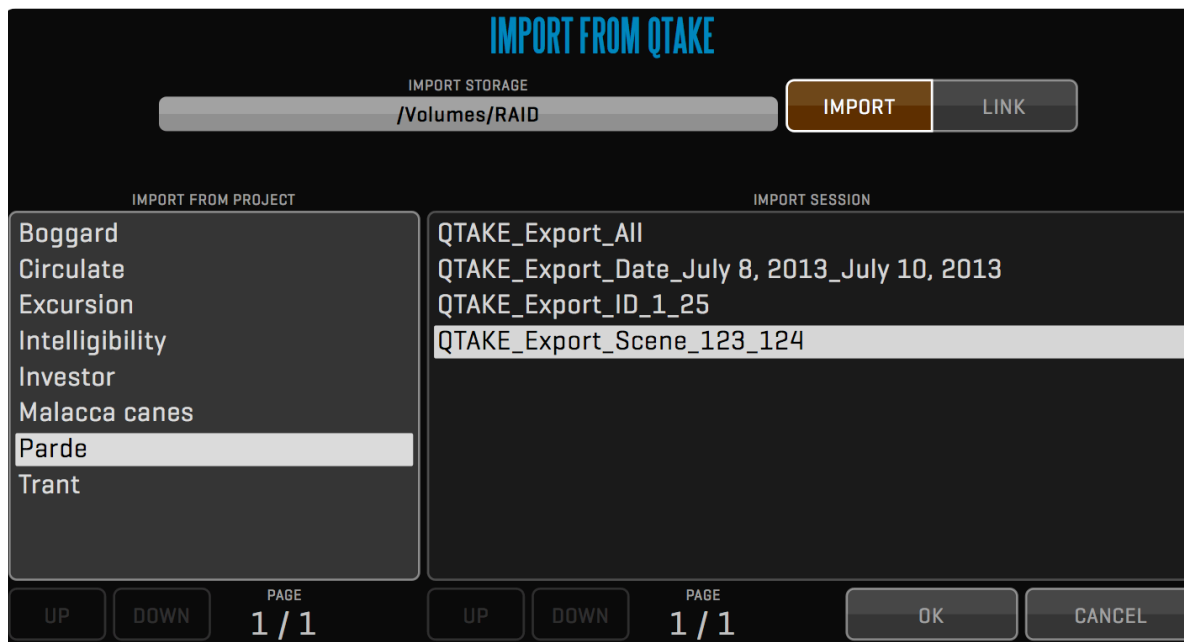 IMPORT FROM QTAKE
IMPORT STORAGE
/Volumes/RAID
IMPORT
LINK
IMPORT FROM PROJECT
Boggard
Circulate
Excursion
Intelligibility
Investor
Malacca canes
Parde
Trant
IMPORT SESSION
QTAKE_Export_All
QTAKE_Export_Date_July 8, 2013_July 10, 2013
QTAKE_Export_ID_1_25
QTAKE_Export_Scene_123_124
UP
DOWN
PAGE
1 / 1
UP
DOWN
PAGE
1 / 1
OK
CANCEL